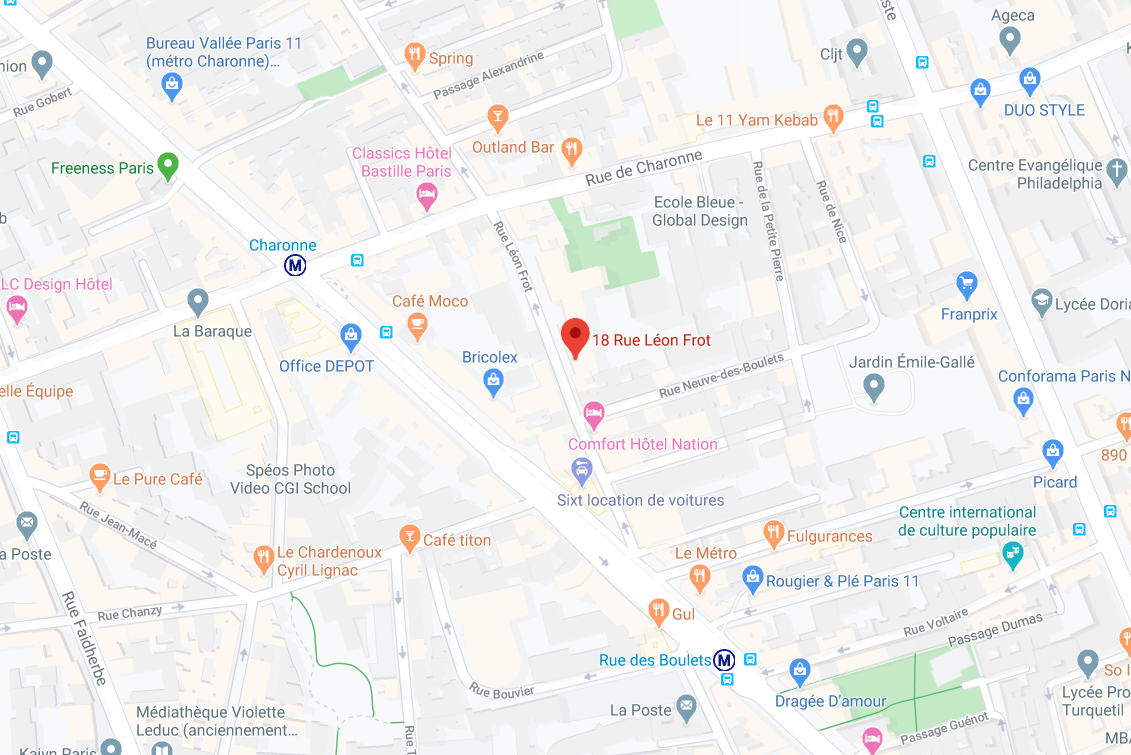 Ageca
Bureau Vallée Paris 11
(métro Charonne)...
Spring
Cljt
Passage Alexandrine
Rue Gobert
DUO STYLE
Le 11 Yam Kebab
Outland Bar
Classics Hôtel
Bastille Paris
Rue de Charonne
Freeness Paris
Centre Evangélique
Philadelphia
Rue de la Petite Pierre
Rue de Nice
Ecole Bleue -
Global Design
Rue Léon Frot
Charonne
M
LC Design Hôtel
Café Moco
La Baraque
Franprix
Lycée Doria
18 Rue Léon Frot
Office DEPOT
Bricolex
Rue Neuve-des-Boulets
Jardin Émile-Gallé
Conforama Paris N
elle Équipe
Comfort Hôtel Nation
890
Spéos Photo
Video CGI School
Le Pure Café
Picard
Sixt location de voitures
Rue Jean-Macé
Centre international
de culture populaire
a Poste
Café titon
Fulgurances
Le Chardenoux
Cyril Lignac
Le Métro
Rougier & Plé Paris 11
Rue Chanzy
Gul
Rue Faidherbe
Rue Voltaire
Passage Dumas
Rue des Boulets
M
So I
Rue Bouvier
Dragée D'amour
Lycée Pro
Turquetil
La Poste
Médiathèque Violette
Leduc (anciennement...
Passage Guénot
MBA
Kaivn Paris